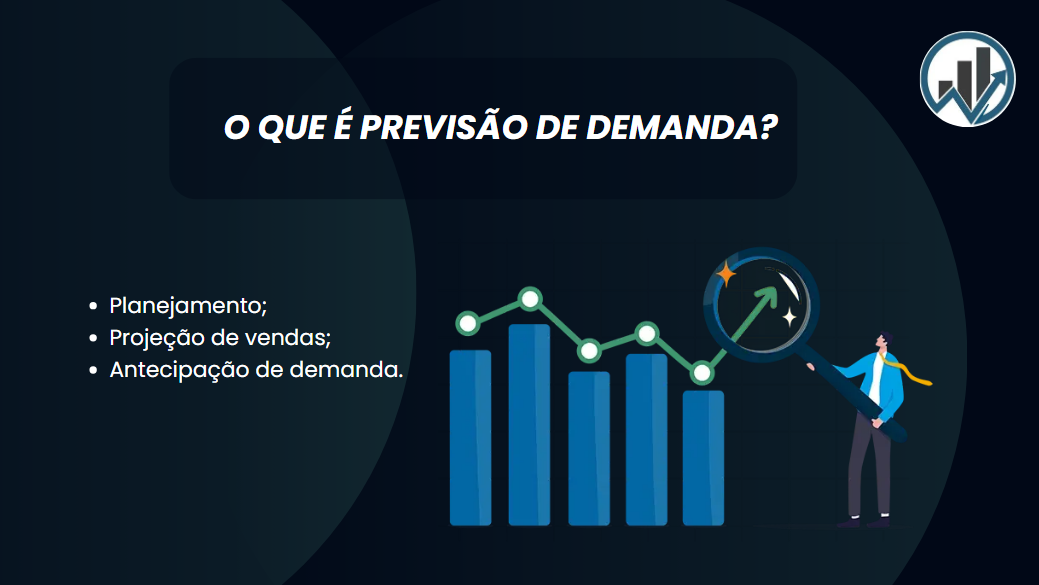 O QUE É PREVISÃO DE DEMANDA?
• Planejamento;
• Projeção de vendas;
• Antecipação de demanda.